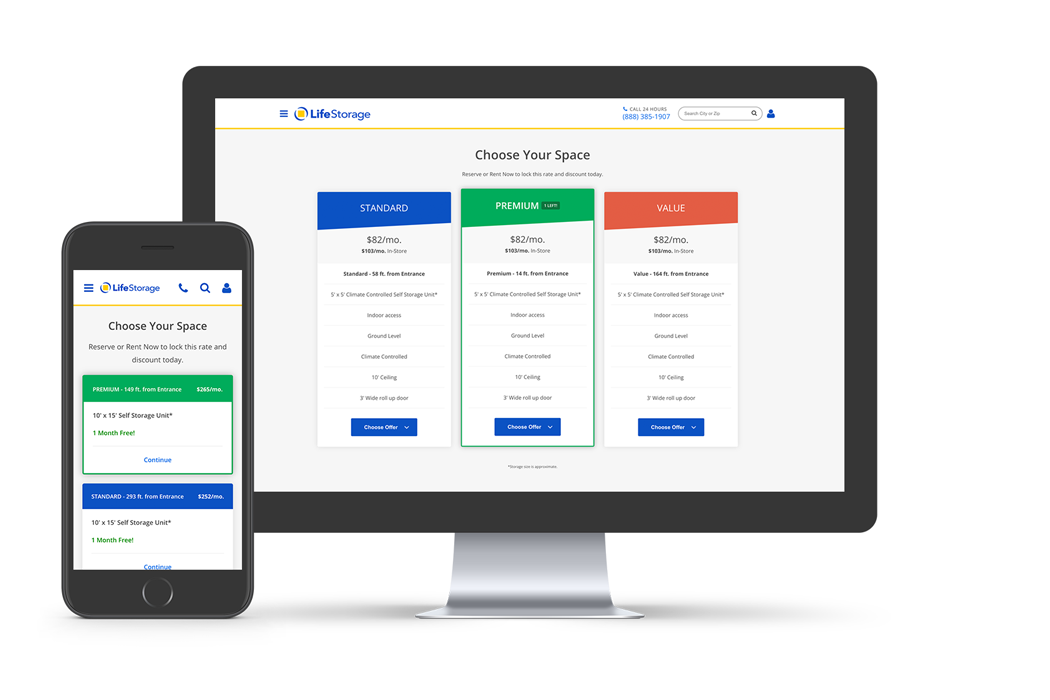 LifeStorage
CALL 24 HOURS
(888) 385-1907
Search City or Zip
Choose Your Space
Reserve or Rent Now to lock this rate and discount today.
STANDARD
$82/mo.
$103/mo. In-Store
Standard - 58 ft. from Entrance
5' x 5' Climate Controlled Self Storage Unit*
Indoor access
Ground Level
Climate Controlled
10' Ceiling
3' Wide roll up door
Choose Offer
PREMIUM 1 LEFT!
$82/mo.
$103/mo. In-Store
Premium - 14 ft. from Entrance
5' x 5' Climate Controlled Self Storage Unit*
Indoor access
Ground Level
Climate Controlled
10' Ceiling
3' Wide roll up door
Choose Offer
VALUE
$82/mo.
$103/mo. In-Store
Value - 164 ft. from Entrance
5' x 5' Climate Controlled Self Storage Unit*
Indoor access
Ground Level
Climate Controlled
10' Ceiling
3' Wide roll up door
Choose Offer
*Storage size is approximate.
LifeStorage
Choose Your Space
Reserve or Rent Now to lock this rate and
discount today.
PREMIUM - 149 ft. from Entrance $265/mo.
10' x 15' Self Storage Unit*
1 Month Free!
Continue
STANDARD - 293 ft. from Entrance $252/mo.
10' x 15' Self Storage Unit*
1 Month Free!
Continue